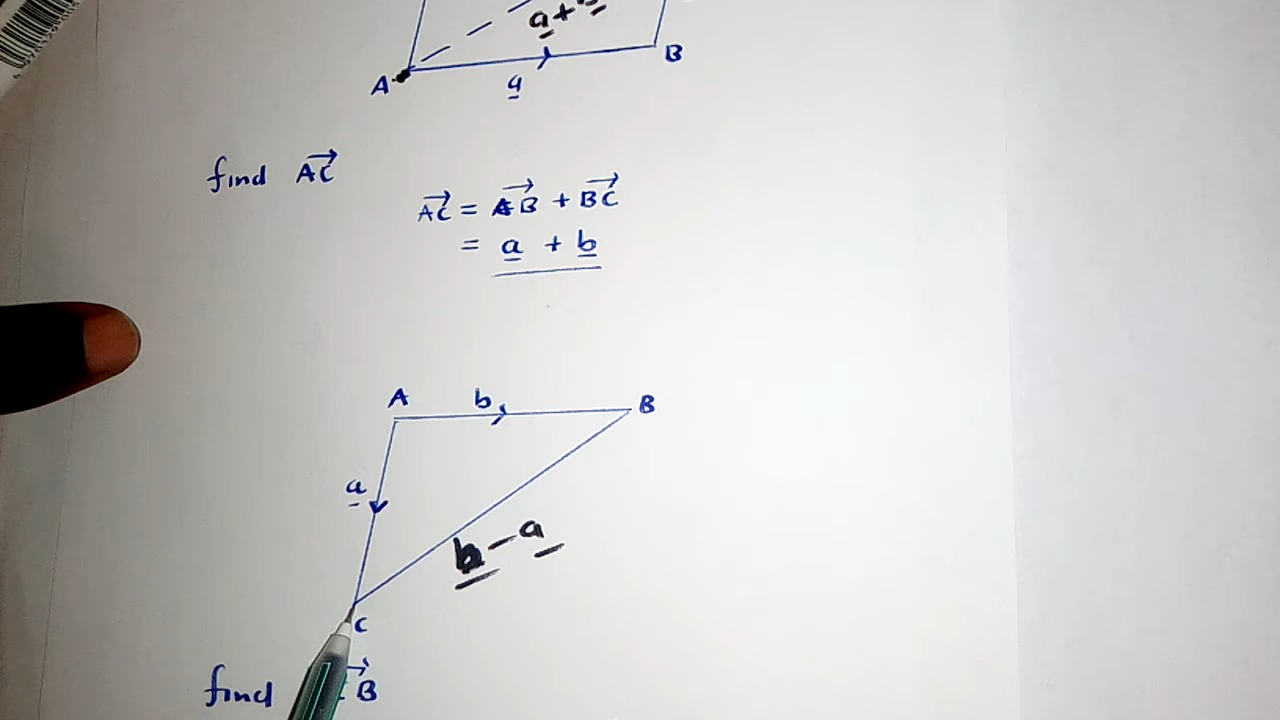 a +
A B
a
find AC
AC = AB + BC
= a + b
A b B
a
b - a
C
find B